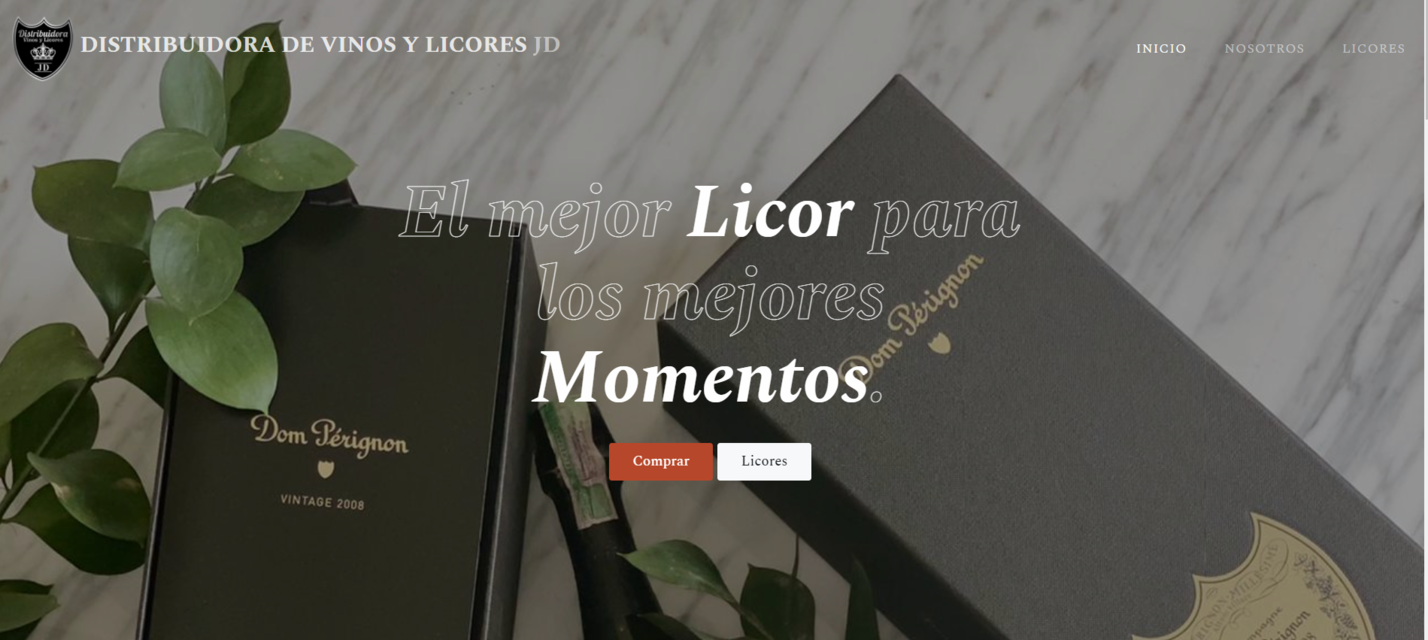 Distribuidora
Vinos y Licores
JD
DISTRIBUIDORA DE VINOS Y LICORES JD
INICIO
NOSOTROS
LICORES
El mejor Licor para
los mejores
Momentos.
Comprar
Licores
Dom Pérignon
VINTAGE 2008
Dom Pérignon